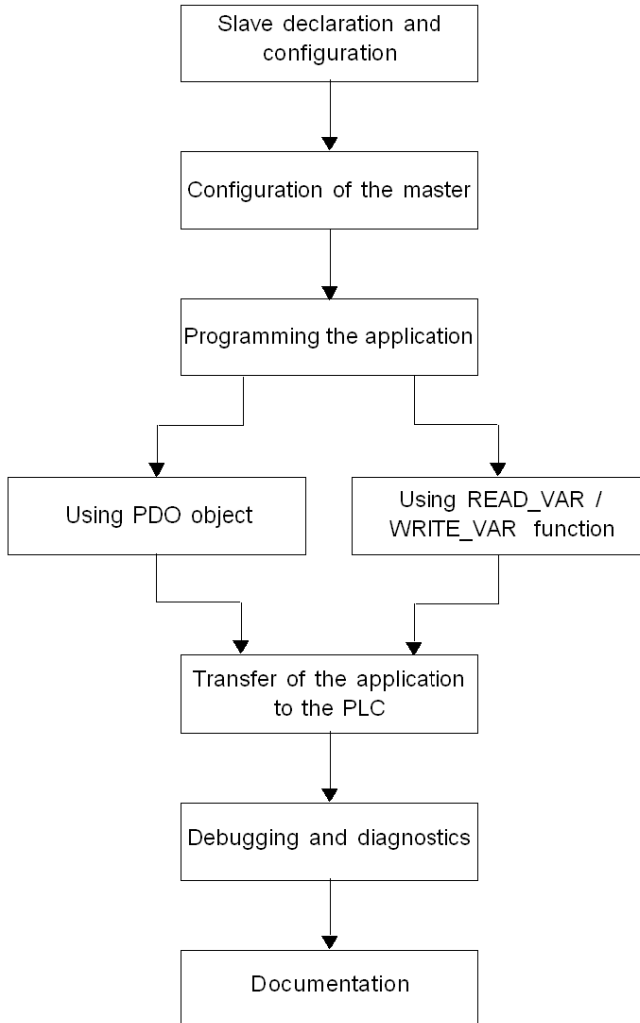 Slave declaration and
configuration
Configuration of the master
Programming the application
Using PDO object
Using READ_VAR /
WRITE_VAR function
Transfer of the application
to the PLC
Debugging and diagnostics
Documentation